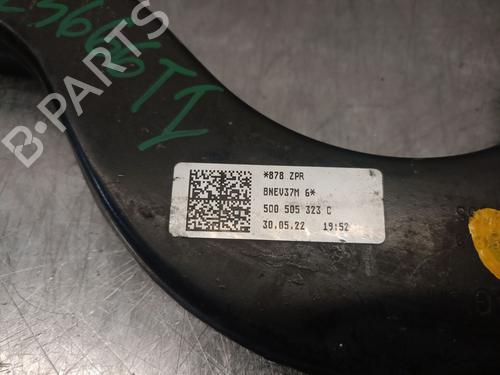 B-PARTS
*878 ZPR
BNEV37M 6*
5Q0 505 323 C
30.05.22 19:52